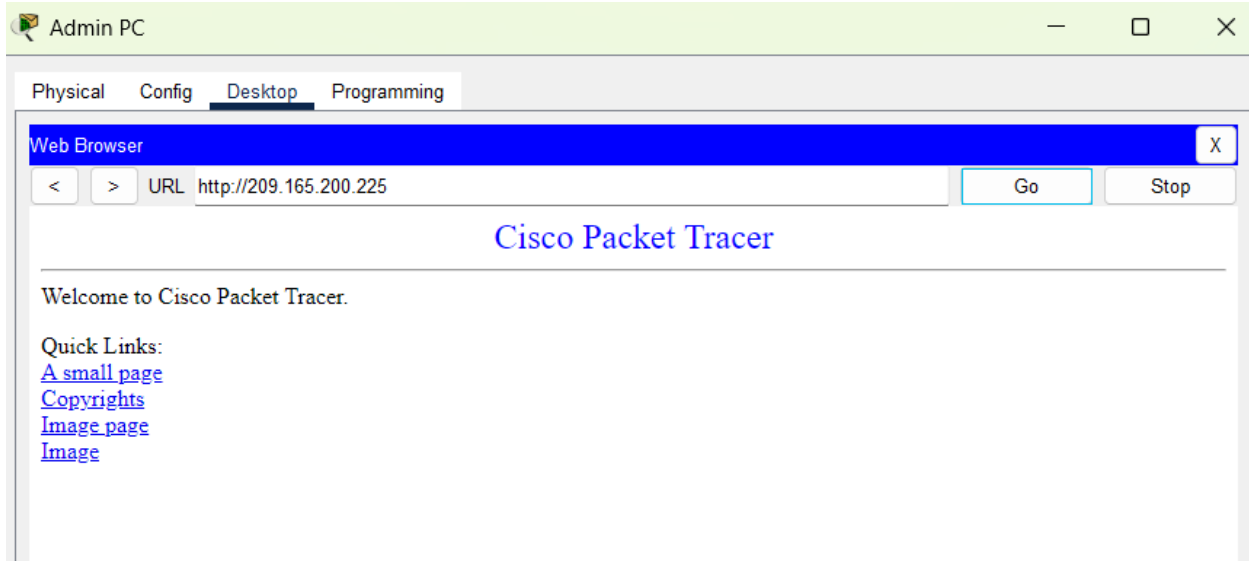 Admin PC
Physical Config Desktop Programming
Web Browser X
< > URL http://209.165.200.225 Go Stop
Cisco Packet Tracer
Welcome to Cisco Packet Tracer.
Quick Links:
A small page
Copyrights
Image page
Image